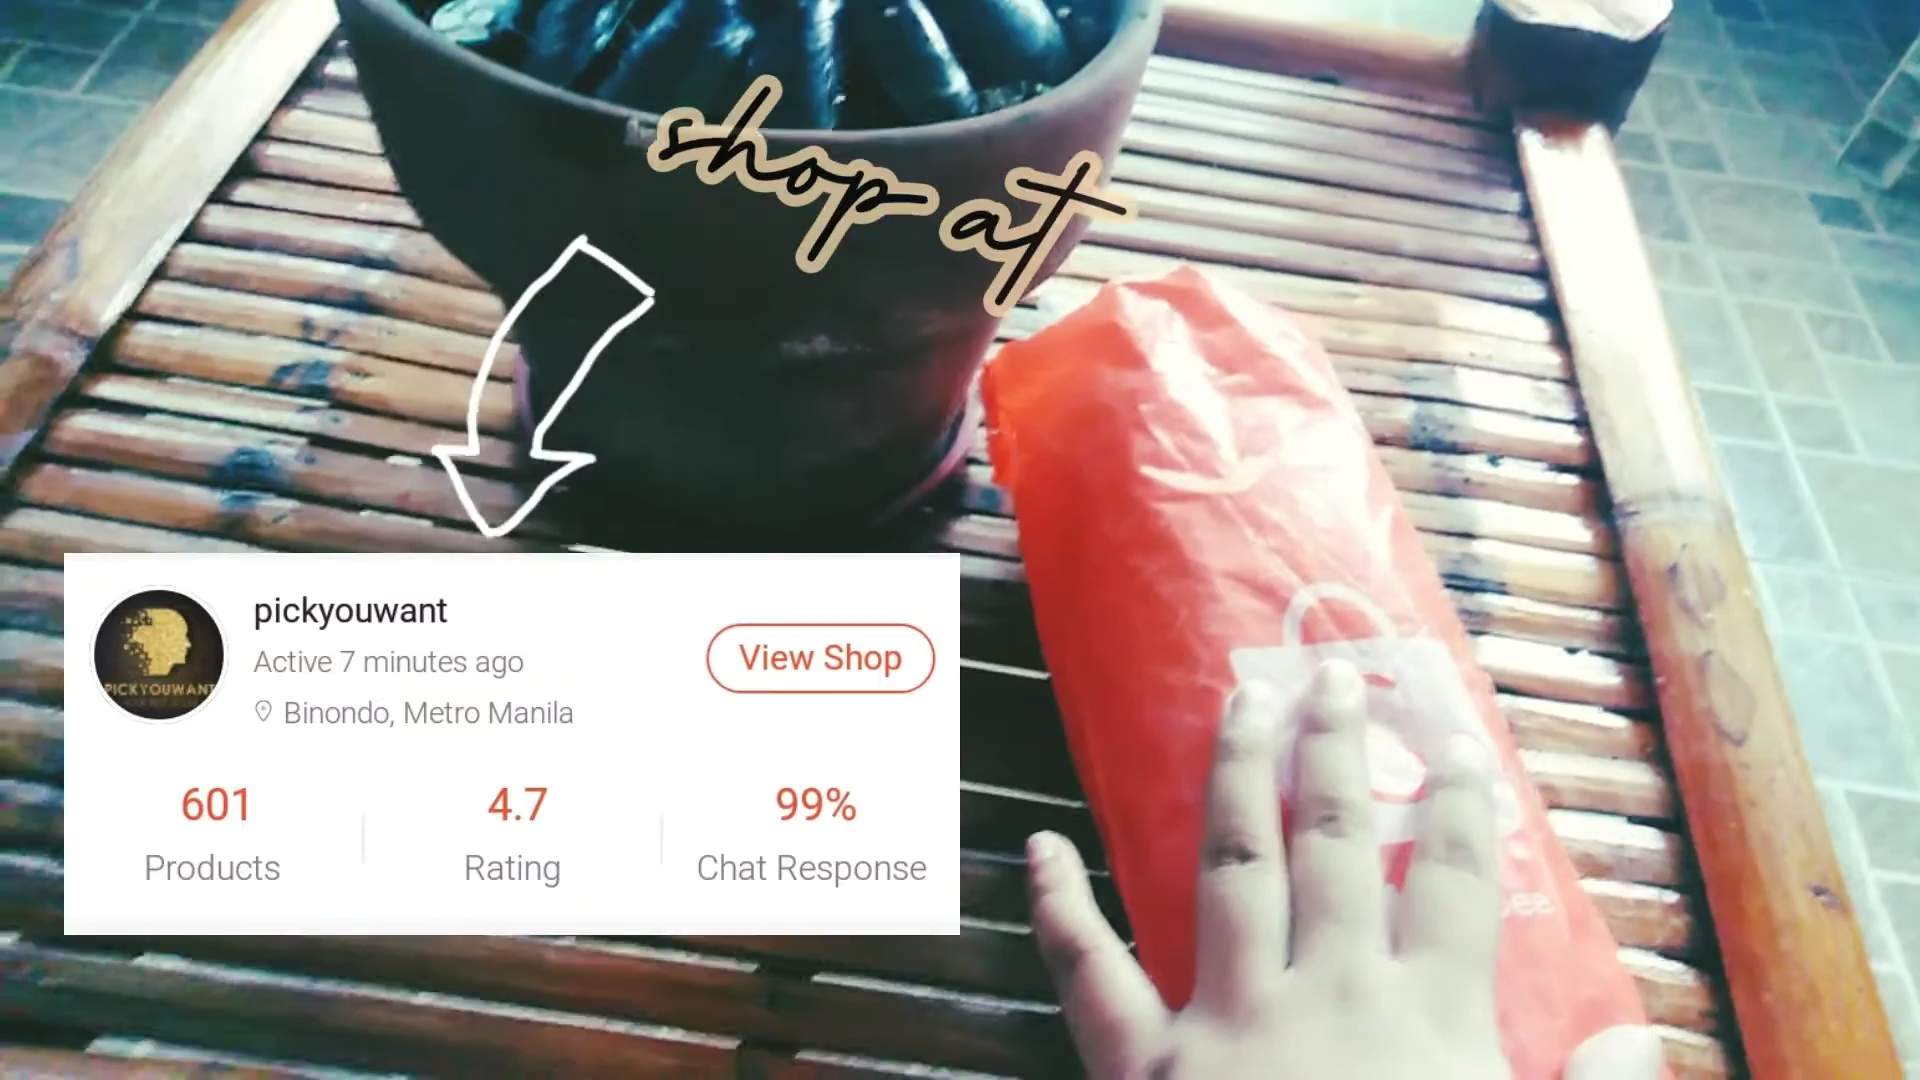 shop at
pickyouwant
Active 7 minutes ago
View Shop
Binondo, Metro Manila
PICKYOUWANT
601
4.7
99%
Products
Rating
Chat Response